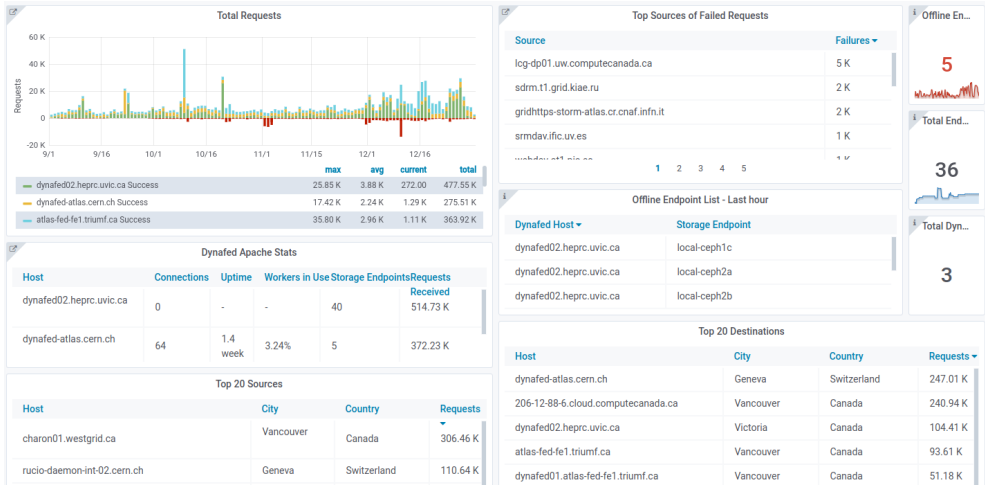 Total Requests
60 K
40 K
20 K
0
-20 K
Requests
9/1 9/16 10/1 10/16 11/1 11/15 12/1 12/16
max avg current total
dynafed02.heprc.uvic.ca Success 25.85 K 3.88 K 272.00 477.55 K
dynafed-atlas.cern.ch Success 17.42 K 2.24 K 1.29 K 275.51 K
atlas-fed-fe1.triumf.ca Success 35.80 K 2.96 K 1.11 K 363.92 K
Dynafed Apache Stats
Host Connections Uptime Workers in Use Storage Endpoints Requests Received
dynafed02.heprc.uvic.ca 0 - - 40 514.73 K
dynafed-atlas.cern.ch 64 1.4 week 3.24% 5 372.23 K
Top 20 Sources
Host City Country Requests
charon01.westgrid.ca Vancouver Canada 306.46 K
rucio-daemon-int-02.cern.ch Geneva Switzerland 110.64 K
Top Sources of Failed Requests
Source Failures
lcg-dp01.uw.computecanada.ca 5 K
sdrm.t1.grid.kiae.ru 2 K
gridhttps-storm-atlas.cr.cnaf.infn.it 2 K
srmdav.ific.uv.es 1 K
1 2 3 4 5
Offline Endpoint List - Last hour
Dynafed Host Storage Endpoint
dynafed02.heprc.uvic.ca local-ceph1c
dynafed02.heprc.uvic.ca local-ceph2a
dynafed02.heprc.uvic.ca local-ceph2b
Top 20 Destinations
Host City Country Requests
dynafed-atlas.cern.ch Geneva Switzerland 247.01 K
206-12-88-6.cloud.computecanada.ca Vancouver Canada 240.94 K
dynafed02.heprc.uvic.ca Victoria Canada 104.41 K
atlas-fed-fe1.triumf.ca Vancouver Canada 93.61 K
dynafed01.atlas-fed-fe1.triumf.ca Vancouver Canada 51.18 K
Offline En...
5
Total End...
36
Total Dyn...
3